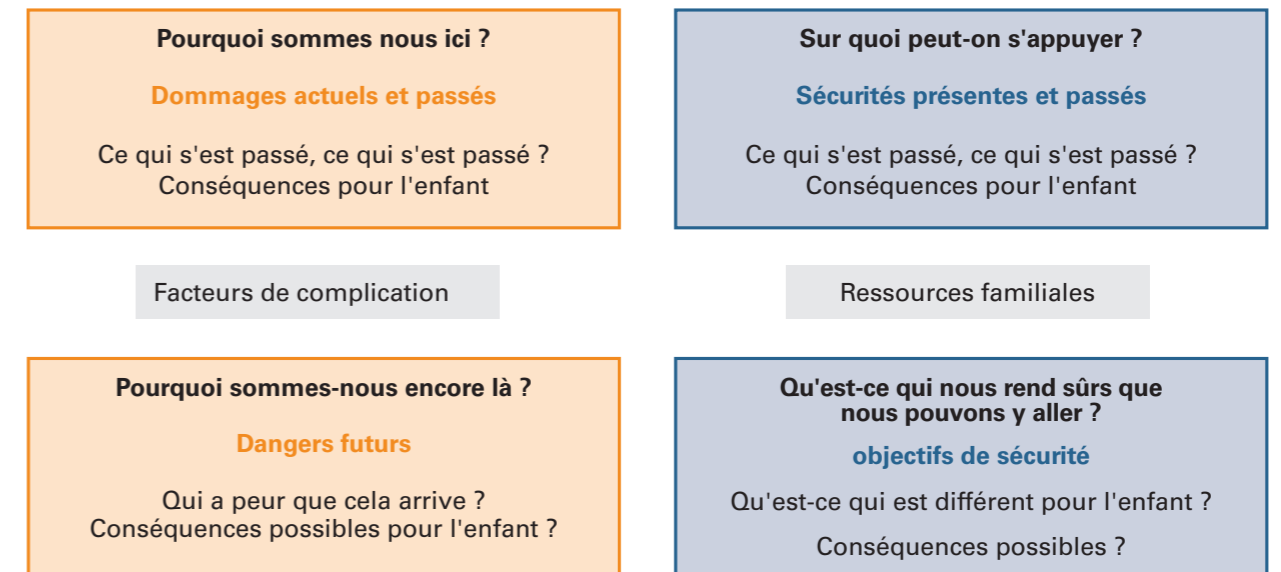 Pourquoi sommes nous ici ?
Dommages actuels et passés
Ce qui s'est passé, ce qui s'est passé ?
Conséquences pour l'enfant
Sur quoi peut-on s'appuyer ?
Sécurités présentes et passés
Ce qui s'est passé, ce qui s'est passé ?
Conséquences pour l'enfant
Facteurs de complication
Ressources familiales
Pourquoi sommes-nous encore là ?
Dangers futurs
Qui a peur que cela arrive ?
Conséquences possibles pour l'enfant ?
Qu'est-ce qui nous rend sûrs que
nous pouvons y aller ?
objectifs de sécurité
Qu'est-ce qui est différent pour l'enfant ?
Conséquences possibles ?